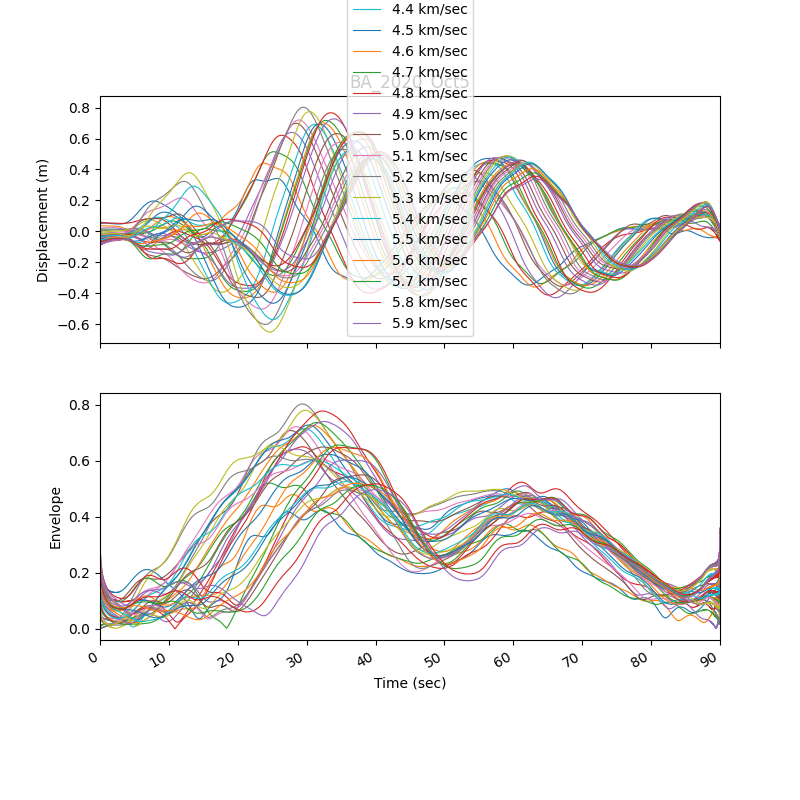 4.4 km/sec
4.5 km/sec
4.6 km/sec
4.7 km/sec
BA_2020_Oct5
4.8 km/sec
4.9 km/sec
5.0 km/sec
5.1 km/sec
5.2 km/sec
5.3 km/sec
5.4 km/sec
5.5 km/sec
5.6 km/sec
5.7 km/sec
5.8 km/sec
5.9 km/sec
Displacement (m)
0.8
0.6
0.4
0.2
0.0
−0.2
−0.4
−0.6
Envelope
0.8
0.6
0.4
0.2
0.0
0 10 20 30 40 50 60 70 80 90
Time (sec)